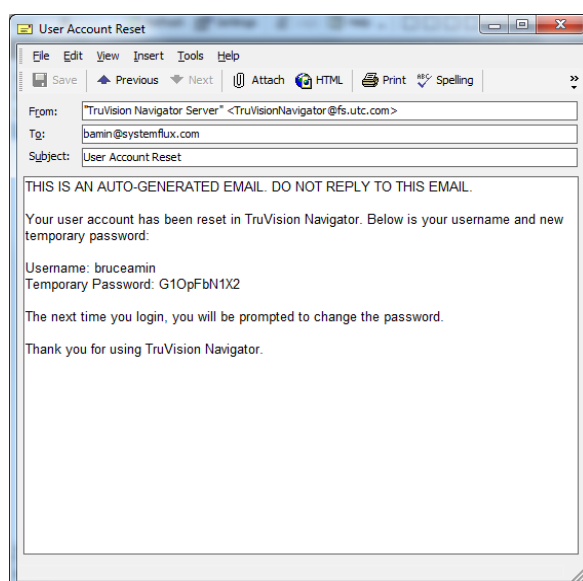 User Account Reset
File Edit View Insert Tools Help
Save Previous Next Attach HTML Print ABC Spelling »
From: "TruVision Navigator Server" <TruVisionNavigator@fs.utc.com>
To: bamin@systemflux.com
Subject: User Account Reset
THIS IS AN AUTO-GENERATED EMAIL. DO NOT REPLY TO THIS EMAIL.
Your user account has been reset in TruVision Navigator. Below is your username and new
temporary password:
Username: bruceamin
Temporary Password: G1OpFbN1X2
The next time you login, you will be prompted to change the password.
Thank you for using TruVision Navigator.